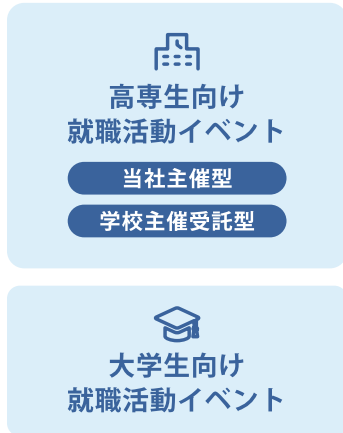 高専生向け
就職活動イベント
当社主催型
学校主催受託型
大学生向け
就職活動イベント